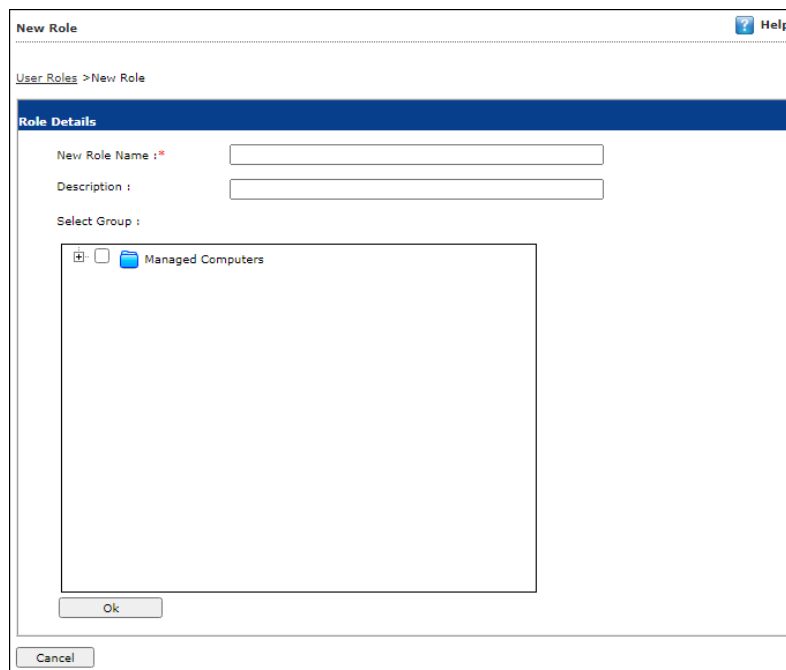 New Role
Help
User Roles >New Role
Role Details
New Role Name :*
Description :
Select Group :
Managed Computers
Ok
Cancel